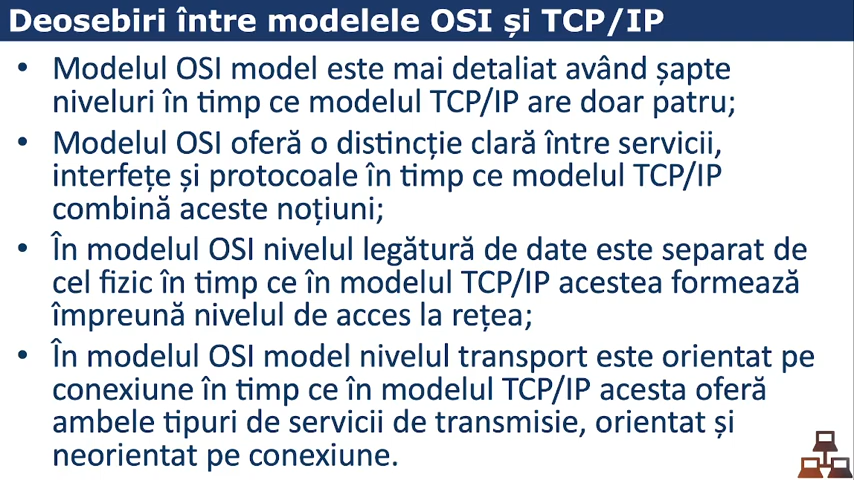 Deosebiri între modelele OSI și TCP/IP
• Modelul OSI model este mai detaliat având șapte
niveluri în timp ce modelul TCP/IP are doar patru;
• Modelul OSI oferă o distincție clară între servicii,
interfețe și protocoale în timp ce modelul TCP/IP
combină aceste noțiuni;
• În modelul OSI nivelul legătură de date este separat de
cel fizic în timp ce în modelul TCP/IP acestea formează
împreună nivelul de acces la rețea;
• În modelul OSI model nivelul transport este orientat pe
conexiune în timp ce în modelul TCP/IP acesta oferă
ambele tipuri de servicii de transmisie, orientat și
neorientat pe conexiune.